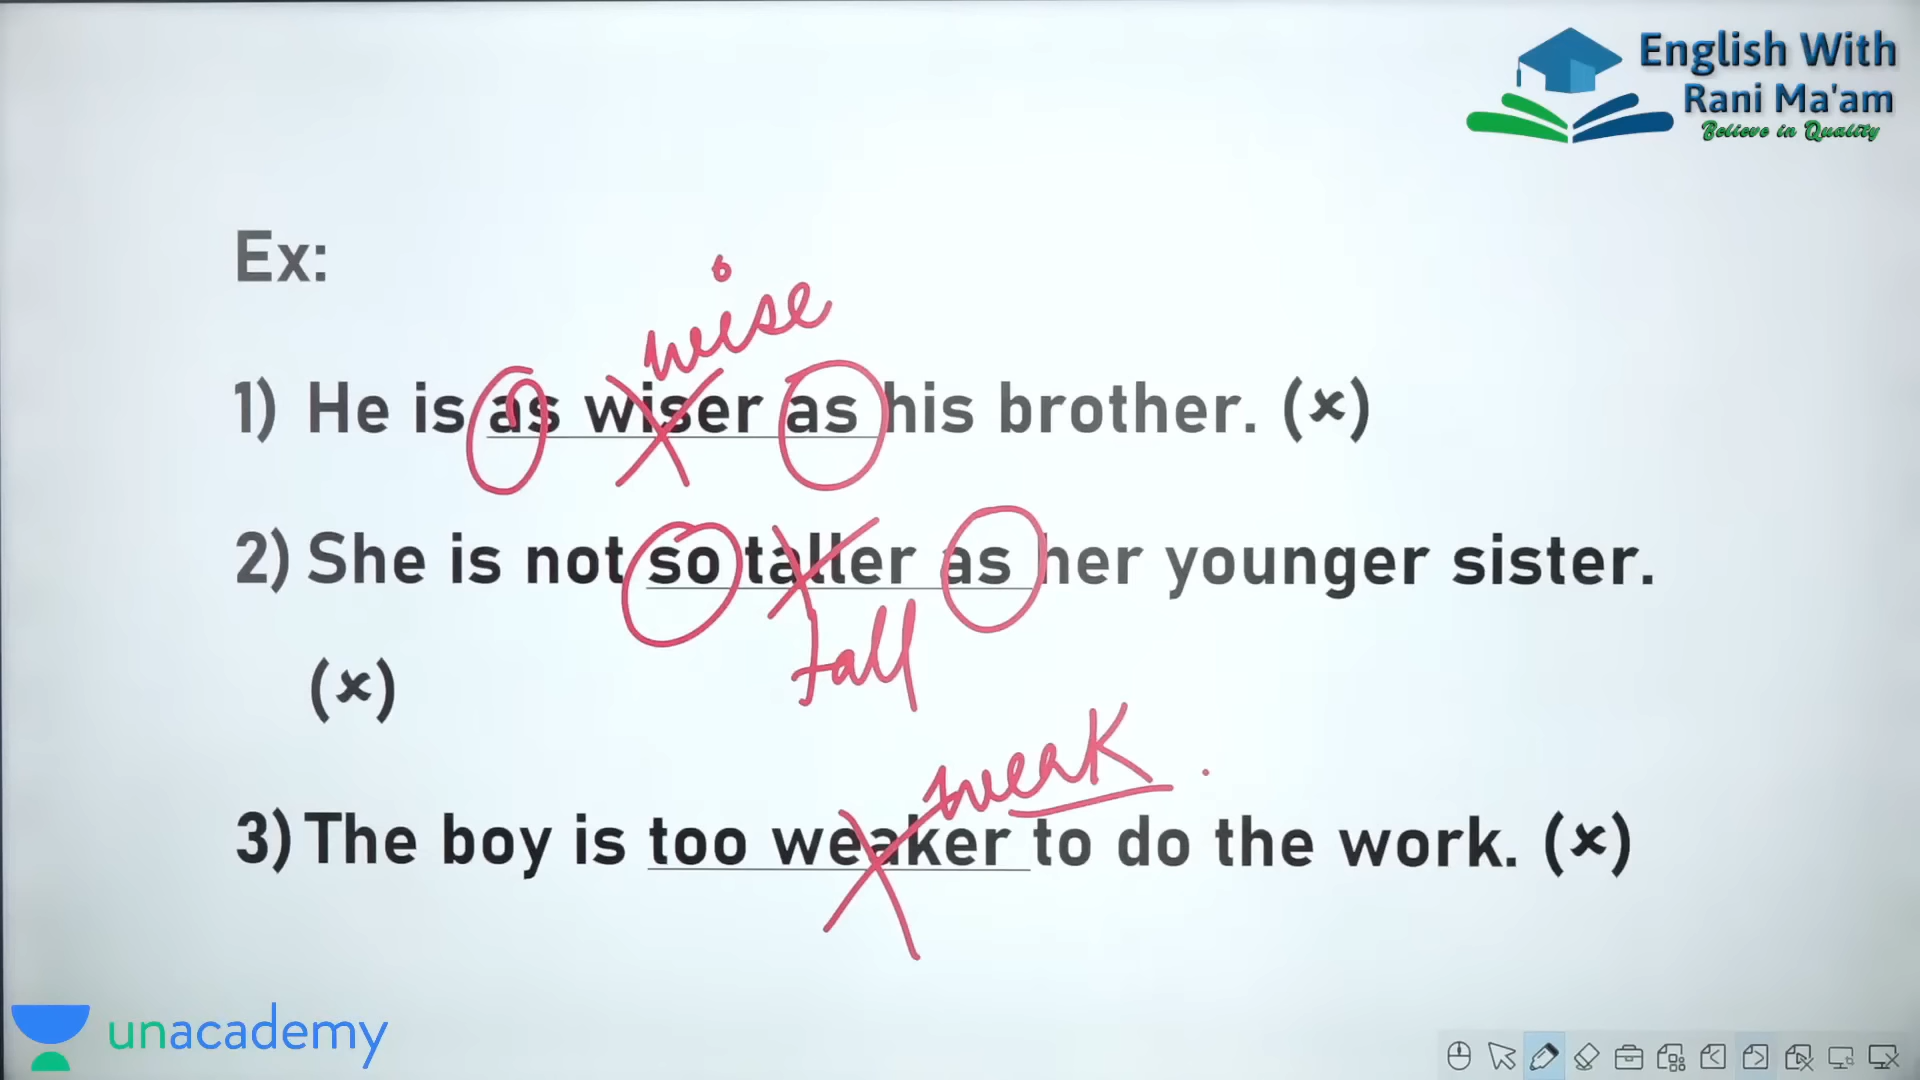 English With
Rani Ma'am
Believe in Quality
Ex:
wise
1) He is as wiser as his brother. (×)
2) She is not so taller as her younger sister.
tall
(×)
weak
3) The boy is too weaker to do the work. (×)
unacademy